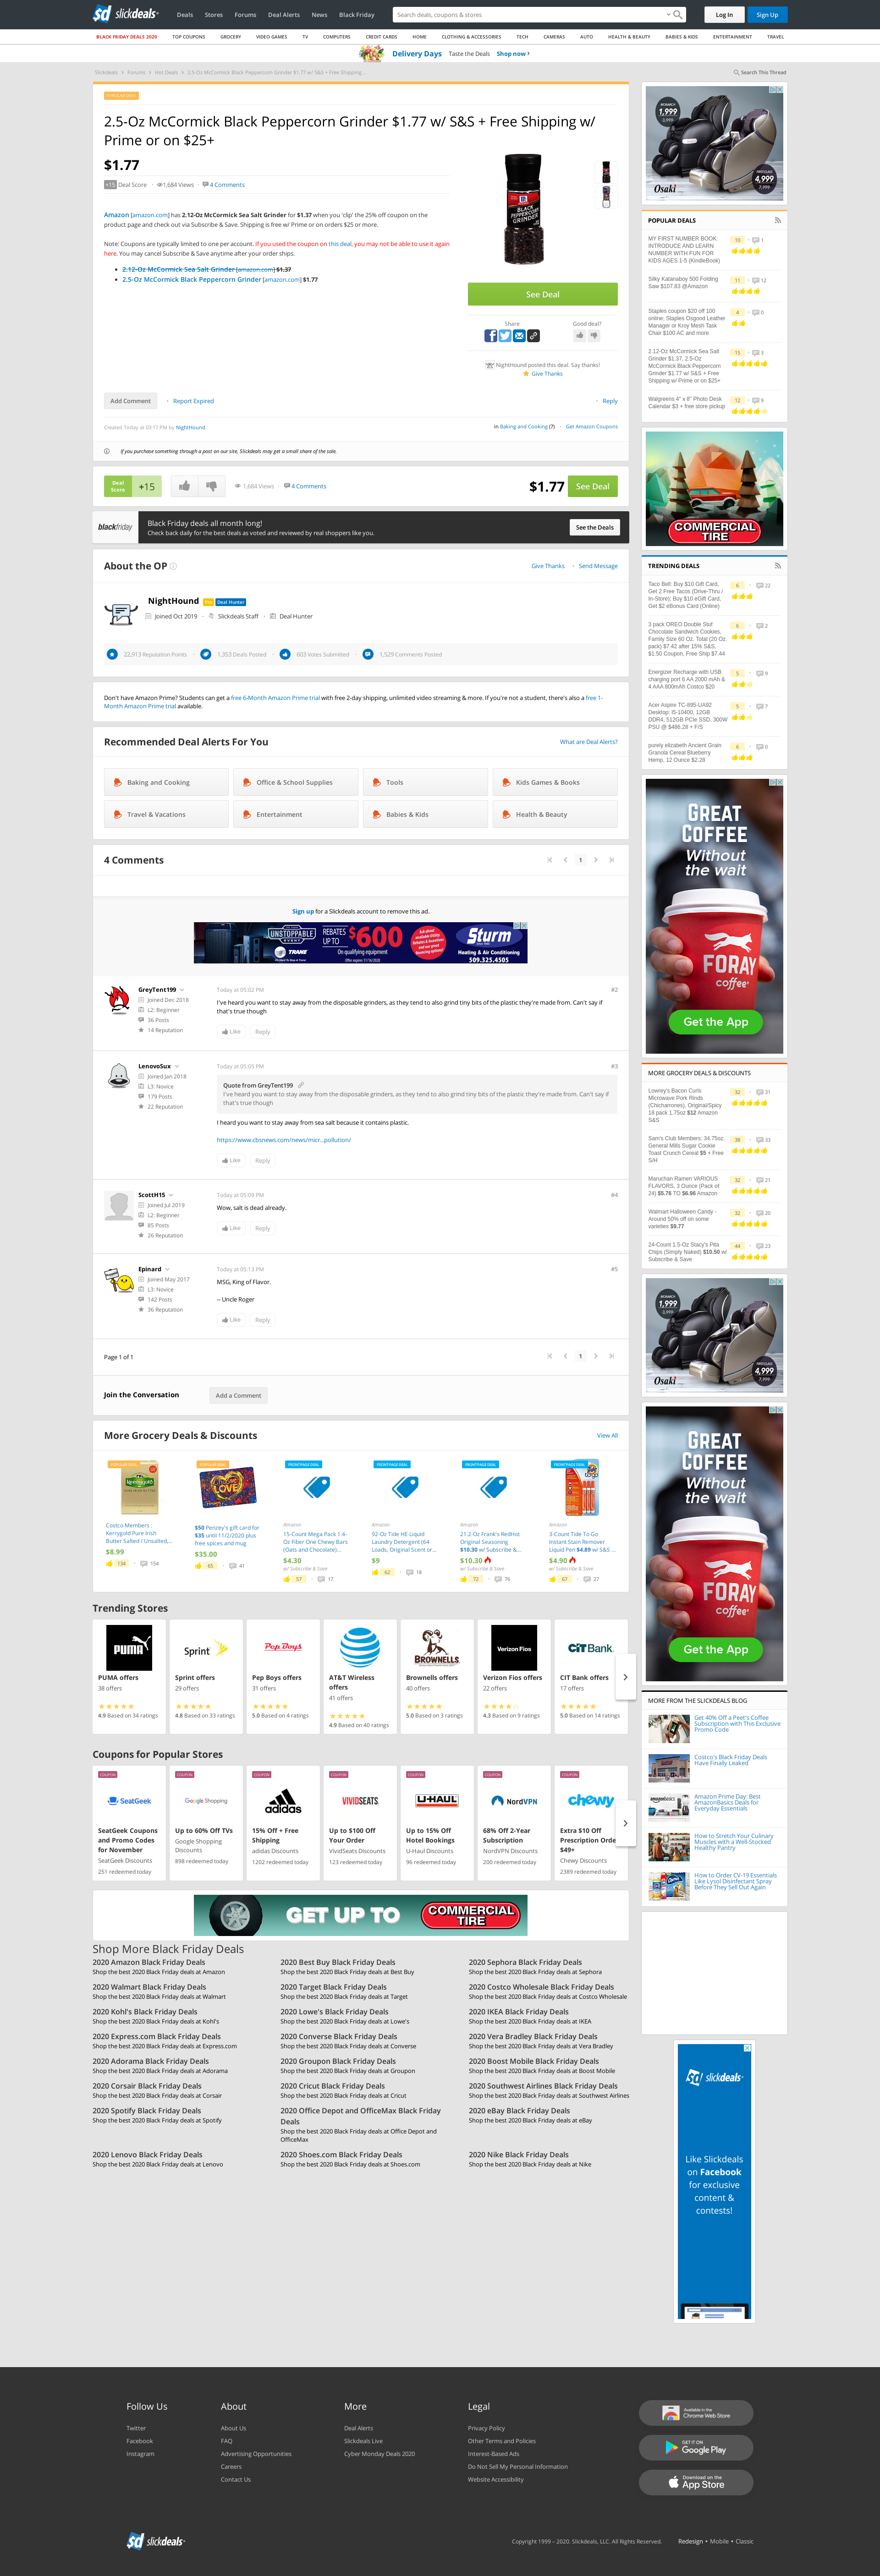 slickdeals
Deals Stores Forums Deal Alerts News Black Friday
Search deals, coupons & stores
Log In
Sign Up
BLACK FRIDAY DEALS 2020 TOP COUPONS GROCERY VIDEO GAMES TV COMPUTERS CREDIT CARDS HOME CLOTHING & ACCESSORIES TECH CAMERAS AUTO HEALTH & BEAUTY BABIES & KIDS ENTERTAINMENT TRAVEL
Delivery Days Taste the Deals Shop now ›
Slickdeals › Forums › Hot Deals › 2.5-Oz McCormick Black Peppercorn Grinder $1.77 w/ S&S + Free Shipping ...
Search This Thread
POPULAR DEAL
2.5-Oz McCormick Black Peppercorn Grinder $1.77 w/ S&S + Free Shipping w/
Prime or on $25+
$1.77
+15 Deal Score · 1,684 Views · 4 Comments
Amazon [amazon.com] has 2.12-Oz McCormick Sea Salt Grinder for $1.37 when you 'clip' the 25% off coupon on the
product page and check out via Subscribe & Save. Shipping is free w/ Prime or on orders $25 or more.
Note: Coupons are typically limited to one per account. If you used the coupon on this deal, you may not be able to use it again
here. You may cancel Subscribe & Save anytime after your order ships.
• 2.12-Oz McCormick Sea Salt Grinder [amazon.com] $1.37
• 2.5-Oz McCormick Black Peppercorn Grinder [amazon.com] $1.77
BLACK PEPPERCORN GRINDER
See Deal
Share
Good deal?
NightHound posted this deal. Say thanks!
Give Thanks
Add Comment · Report Expired
· Reply
Created Today at 03:17 PM by NightHound
in Baking and Cooking (7) · Get Amazon Coupons
If you purchase something through a post on our site, Slickdeals may get a small share of the sale.
Deal Score +15
1,684 Views · 4 Comments
$1.77 See Deal
blackfriday
Black Friday deals all month long!
Check back daily for the best deals as voted and reviewed by real shoppers like you.
See the Deals
About the OP
Give Thanks · Send Message
NightHound Pro Deal Hunter
Joined Oct 2019 · Slickdeals Staff · Deal Hunter
22,913 Reputation Points · 1,353 Deals Posted · 603 Votes Submitted · 1,529 Comments Posted
Don't have Amazon Prime? Students can get a free 6-Month Amazon Prime trial with free 2-day shipping, unlimited video streaming & more. If you're not a student, there's also a free 1-
Month Amazon Prime trial available.
Recommended Deal Alerts For You
What are Deal Alerts?
Baking and Cooking
Office & School Supplies
Tools
Kids Games & Books
Travel & Vacations
Entertainment
Babies & Kids
Health & Beauty
4 Comments
1
Sign up for a Slickdeals account to remove this ad.
UNSTOPPABLE REBATES TRANE REBATES UP TO $600 Sturm Heating & Air Conditioning 509.325.4505
GreyTent199
Joined Dec 2018
L2: Beginner
36 Posts
14 Reputation
Today at 05:02 PM
#2
I've heard you want to stay away from the disposable grinders, as they tend to also grind tiny bits of the plastic they're made from. Can't say if
that's true though
Like Reply
LenovoSux
Joined Jan 2018
L3: Novice
179 Posts
22 Reputation
Today at 05:05 PM
#3
Quote from GreyTent199
I've heard you want to stay away from the disposable grinders, as they tend to also grind tiny bits of the plastic they're made from. Can't say if
that's true though
I heard you want to stay away from sea salt because it contains plastic.
https://www.cbsnews.com/news/micr...pollution/
Like Reply
ScottH15
Joined Jul 2019
L2: Beginner
85 Posts
26 Reputation
Today at 05:09 PM
#4
Wow, salt is dead already.
Like Reply
Epinard
Joined May 2017
L3: Novice
142 Posts
36 Reputation
Today at 05:13 PM
#5
MSG, King of Flavor.
-- Uncle Roger
Like Reply
Page 1 of 1
1
Join the Conversation
Add a Comment
More Grocery Deals & Discounts
View All
POPULAR DEAL
Kerrygold
Costco Members :
Kerrygold Pure Irish
Butter Salted / Unsalted,...
$8.99
134 · 154
POPULAR DEAL
$50 Penzey's gift card for
$35 until 11/2/2020 plus
free spices and mug
$35.00
65 · 41
FRONTPAGE DEAL
Amazon
15-Count Mega Pack 1.4-
Oz Fiber One Chewy Bars
(Oats and Chocolate)...
$4.30
w/ Subscribe & Save
57 · 17
FRONTPAGE DEAL
Amazon
92-Oz Tide HE Liquid
Laundry Detergent (64
Loads, Original Scent or...
$9
62 · 18
FRONTPAGE DEAL
Amazon
21.2-Oz Frank's RedHot
Original Seasoning
$10.30 w/ Subscribe &...
$10.30
w/ Subscribe & Save
72 · 76
FRONTPAGE DEAL
Amazon
3-Count Tide To Go
Instant Stain Remover
Liquid Pen $4.89 w/ S&S ...
$4.90
w/ Subscribe & Save
67 · 27
Trending Stores
PUMA
PUMA offers
38 offers
4.9 Based on 34 ratings
Sprint
Sprint offers
29 offers
4.8 Based on 33 ratings
Pep Boys
Pep Boys offers
31 offers
5.0 Based on 4 ratings
AT&T Wireless
offers
41 offers
4.9 Based on 40 ratings
BROWNELLS
Brownells offers
40 offers
5.0 Based on 3 ratings
Verizon Fios
Verizon Fios offers
22 offers
4.3 Based on 9 ratings
CIT Bank
CIT Bank offers
17 offers
5.0 Based on 14 ratings
Coupons for Popular Stores
COUPON
SeatGeek
SeatGeek Coupons
and Promo Codes
for November
SeatGeek Discounts
251 redeemed today
COUPON
Google Shopping
Up to 60% Off TVs
Google Shopping
Discounts
898 redeemed today
COUPON
adidas
15% Off + Free
Shipping
adidas Discounts
1202 redeemed today
COUPON
VIVIDSEATS
Up to $100 Off
Your Order
VividSeats Discounts
123 redeemed today
COUPON
U-HAUL
Up to 15% Off
Hotel Bookings
U-Haul Discounts
96 redeemed today
COUPON
NordVPN
68% Off 2-Year
Subscription
NordVPN Discounts
200 redeemed today
COUPON
chewy
Extra $10 Off
Prescription Orde
$49+
Chewy Discounts
2389 redeemed today
GET UP TO COMMERCIAL TIRE
Shop More Black Friday Deals
2020 Amazon Black Friday Deals
Shop the best 2020 Black Friday deals at Amazon
2020 Best Buy Black Friday Deals
Shop the best 2020 Black Friday deals at Best Buy
2020 Sephora Black Friday Deals
Shop the best 2020 Black Friday deals at Sephora
2020 Walmart Black Friday Deals
Shop the best 2020 Black Friday deals at Walmart
2020 Target Black Friday Deals
Shop the best 2020 Black Friday deals at Target
2020 Costco Wholesale Black Friday Deals
Shop the best 2020 Black Friday deals at Costco Wholesale
2020 Kohl's Black Friday Deals
Shop the best 2020 Black Friday deals at Kohl's
2020 Lowe's Black Friday Deals
Shop the best 2020 Black Friday deals at Lowe's
2020 IKEA Black Friday Deals
Shop the best 2020 Black Friday deals at IKEA
2020 Express.com Black Friday Deals
Shop the best 2020 Black Friday deals at Express.com
2020 Converse Black Friday Deals
Shop the best 2020 Black Friday deals at Converse
2020 Vera Bradley Black Friday Deals
Shop the best 2020 Black Friday deals at Vera Bradley
2020 Adorama Black Friday Deals
Shop the best 2020 Black Friday deals at Adorama
2020 Groupon Black Friday Deals
Shop the best 2020 Black Friday deals at Groupon
2020 Boost Mobile Black Friday Deals
Shop the best 2020 Black Friday deals at Boost Mobile
2020 Corsair Black Friday Deals
Shop the best 2020 Black Friday deals at Corsair
2020 Cricut Black Friday Deals
Shop the best 2020 Black Friday deals at Cricut
2020 Southwest Airlines Black Friday Deals
Shop the best 2020 Black Friday deals at Southwest Airlines
2020 Spotify Black Friday Deals
Shop the best 2020 Black Friday deals at Spotify
2020 Office Depot and OfficeMax Black Friday
Deals
Shop the best 2020 Black Friday deals at Office Depot and
OfficeMax
2020 eBay Black Friday Deals
Shop the best 2020 Black Friday deals at eBay
2020 Lenovo Black Friday Deals
Shop the best 2020 Black Friday deals at Lenovo
2020 Shoes.com Black Friday Deals
Shop the best 2020 Black Friday deals at Shoes.com
2020 Nike Black Friday Deals
Shop the best 2020 Black Friday deals at Nike
1,999 Osaki 4,999
POPULAR DEALS
MY FIRST NUMBER BOOK:
INTRODUCE AND LEARN
NUMBER WITH FUN FOR
KIDS AGES 1-5 (KindleBook)
10 · 1
Silky Katanaboy 500 Folding
Saw $107.83 @Amazon
11 · 12
Staples coupon $20 off 100
online; Staples Osgood Leather
Manager or Kroy Mesh Task
Chair $100 AC and more
4 · 0
2.12-Oz McCormick Sea Salt
Grinder $1.37, 2.5-Oz
McCormick Black Peppercorn
Grinder $1.77 w/ S&S + Free
Shipping w/ Prime or on $25+
15 · 3
Walgreens 4" x 8" Photo Desk
Calendar $3 + free store pickup
12 · 9
COMMERCIAL TIRE
TRENDING DEALS
Taco Bell: Buy $10 Gift Card,
Get 2 Free Tacos (Drive-Thru /
In-Store), Buy $10 eGift Card,
Get $2 eBonus Card (Online)
6 · 22
3 pack OREO Double Stuf
Chocolate Sandwich Cookies,
Family Size 60 Oz. Total (20 Oz.
pack) $7.42 after 15% S&S,
$1.50 Coupon. Free Ship $7.44
6 · 2
Energizer Recharge with USB
charging port 6 AA 2000 mAh &
4 AAA 800mAh Costco $20
5 · 9
Acer Aspire TC-895-UA92
Desktop: i5-10400, 12GB
DDR4, 512GB PCIe SSD, 300W
PSU @ $486.28 + F/S
5 · 7
purely elizabeth Ancient Grain
Granola Cereal Blueberry
Hemp, 12 Ounce $2.28
6 · 0
GREAT
COFFEE
Without
the wait
FORAY
coffee
Get the App
MORE GROCERY DEALS & DISCOUNTS
Lowrey's Bacon Curls
Microwave Pork Rinds
(Chicharrones), Original/Spicy
18 pack 1.75oz $12 Amazon
S&S
32 · 31
Sam's Club Members: 34.75oz.
General Mills Sugar Cookie
Toast Crunch Cereal $5 + Free
S/H
38 · 33
Maruchan Ramen VARIOUS
FLAVORS, 3 Ounce (Pack of
24) $5.76 TO $6.96 Amazon
32 · 21
Walmart Halloween Candy -
Around 50% off on some
varieties $9.77
32 · 20
24-Count 1.5-Oz Stacy's Pita
Chips (Simply Naked) $10.50 w/
Subscribe & Save
44 · 23
1,999 Osaki 4,999
GREAT
COFFEE
Without
the wait
FORAY
coffee
Get the App
MORE FROM THE SLICKDEALS BLOG
Get 40% Off a Peet's Coffee
Subscription with This Exclusive
Promo Code
Costco's Black Friday Deals
Have Finally Leaked
Amazon Prime Day: Best
AmazonBasics Deals for
Everyday Essentials
How to Stretch Your Culinary
Muscles with a Well-Stocked
Healthy Pantry
How to Order CV-19 Essentials
Like Lysol Disinfectant Spray
Before They Sell Out Again
slickdeals
Like Slickdeals
on Facebook
for exclusive
content &
contests!
Follow Us
Twitter
Facebook
Instagram
About
About Us
FAQ
Advertising Opportunities
Careers
Contact Us
More
Deal Alerts
Slickdeals Live
Cyber Monday Deals 2020
Legal
Privacy Policy
Other Terms and Policies
Interest-Based Ads
Do Not Sell My Personal Information
Website Accessibility
Available in the
Chrome Web Store
GET IT ON
Google Play
Download on the
App Store
slickdeals
Copyright 1999 – 2020. Slickdeals, LLC. All Rights Reserved. Redesign • Mobile • Classic